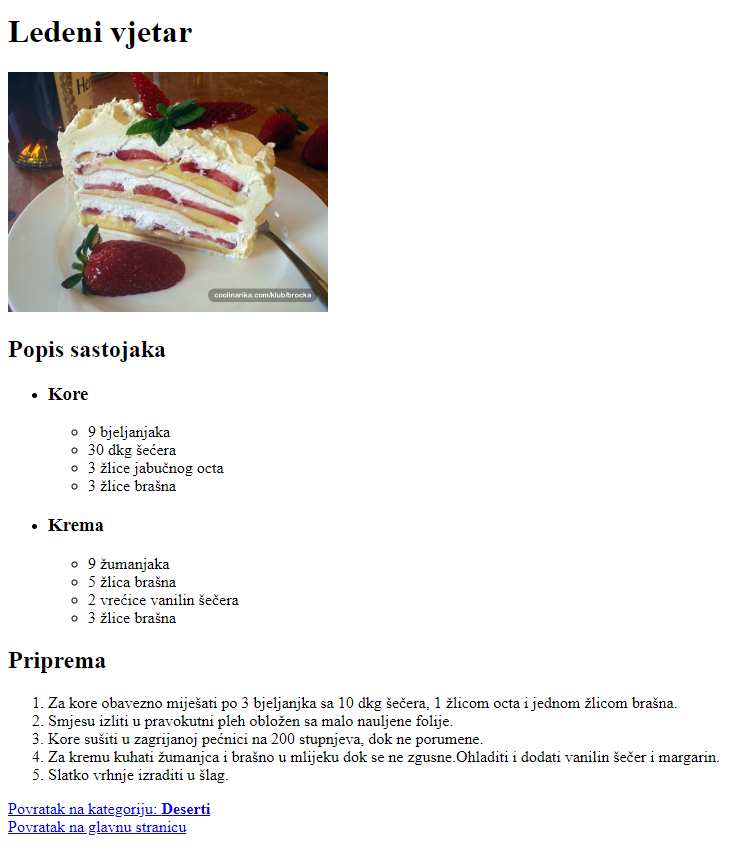 Ledeni vjetar
coolinarika.com/klub/brocka
Popis sastojaka
Kore
9 bjeljanjaka
30 dkg šećera
3 žlice jabučnog octa
3 žlice brašna
Krema
9 žumanjaka
5 žlica brašna
2 vrećice vanilin šečera
3 žlice brašna
Priprema
1. Za kore obavezno miješati po 3 bjeljanjka sa 10 dkg šečera, 1 žlicom octa i jednom žlicom brašna.
2. Smjesu izliti u pravokutni pleh obložen sa malo nauljene folije.
3. Kore sušiti u zagrijanoj pećnici na 200 stupnjeva, dok ne porumene.
4. Za kremu kuhati žumanjca i brašno u mlijeku dok se ne zgusne.Ohladiti i dodati vanilin šečer i margarin.
5. Slatko vrhnje izraditi u šlag.
Povratak na kategoriju: Deserti
Povratak na glavnu stranicu